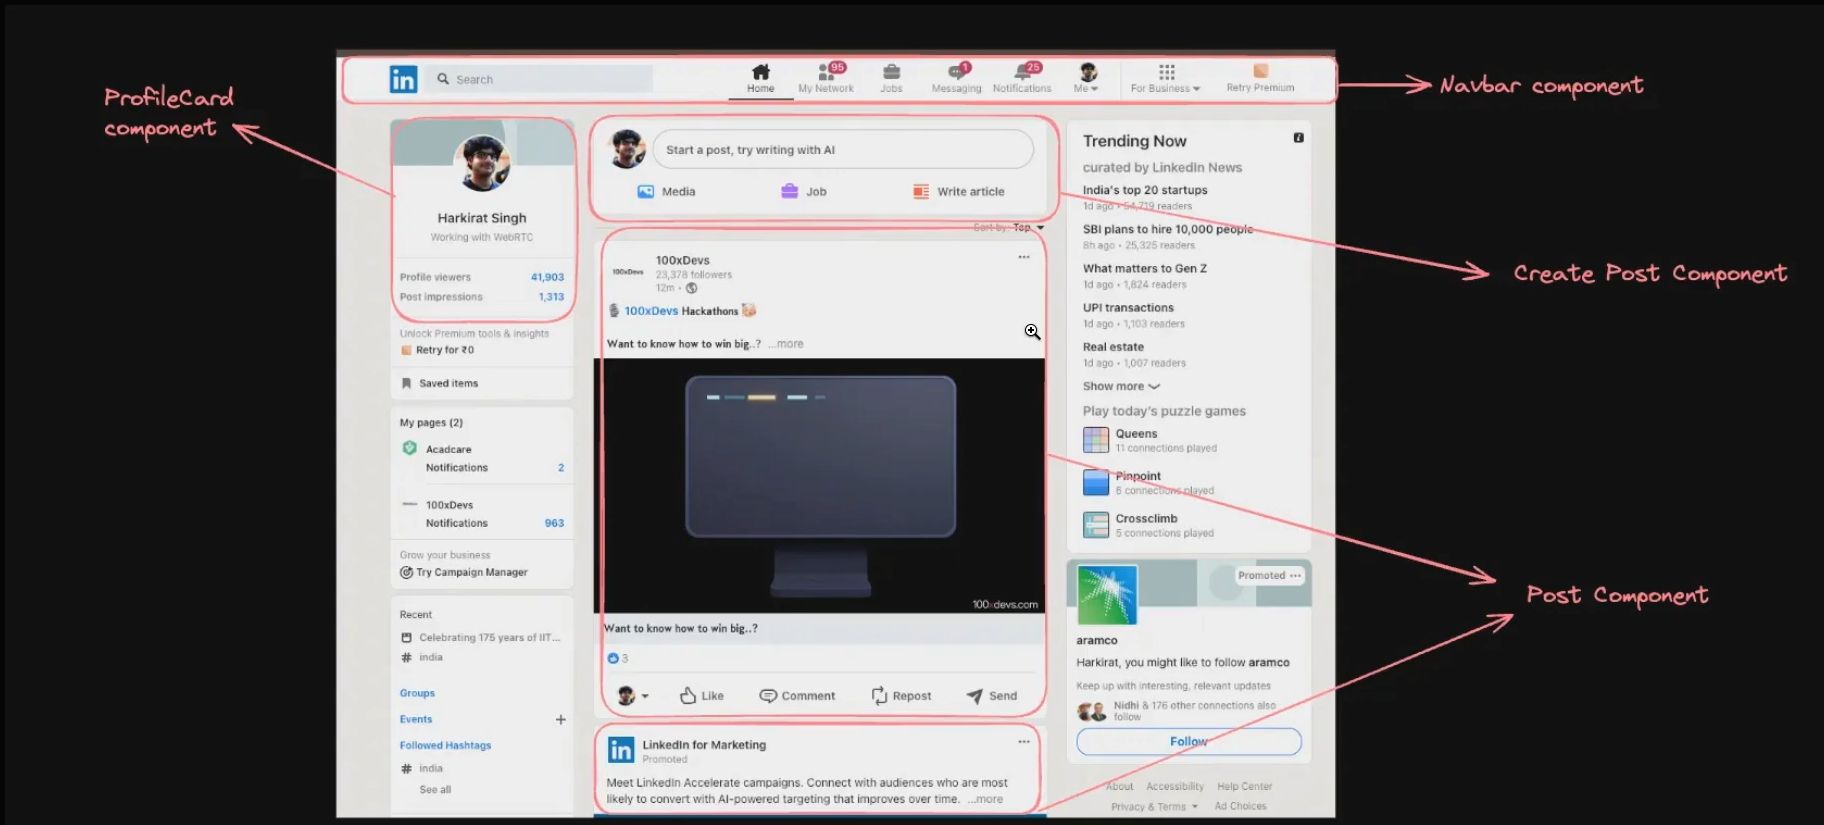 ProfileCard
component
Navbar component
Create Post Component
Post Component
in
Search
Home
95
My Network
Jobs
1
Messaging
25
Notifications
Me
For Business
Retry Premium
Harkirat Singh
Working with WebRTC
Profile viewers 41,903
Post impressions 1,313
Unlock Premium tools & insights
Retry for ₹0
Saved items
My pages (2)
Acadcare
Notifications 2
100xDevs
Notifications 963
Grow your business
Try Campaign Manager
Recent
Celebrating 175 years of IIT...
# india
Groups
Events +
Followed Hashtags
# india
See all
Start a post, try writing with AI
Media
Job
Write article
Sort by: Top
100xDevs
100xDevs
23,378 followers
12m •
100xDevs Hackathons
Want to know how to win big..? ...more
100xdevs.com
Want to know how to win big..?
3
Like
Comment
Repost
Send
in
LinkedIn for Marketing
Promoted
Meet LinkedIn Accelerate campaigns. Connect with audiences who are most
likely to convert with AI-powered targeting that improves over time. ...more
Trending Now
curated by LinkedIn News
India's top 20 startups
1d ago • 54,719 readers
SBI plans to hire 10,000 people
8h ago • 25,325 readers
What matters to Gen Z
1d ago • 1,824 readers
UPI transactions
1d ago • 1,103 readers
Real estate
1d ago • 1,007 readers
Show more
Play today's puzzle games
Queens
11 connections played
Pinpoint
6 connections played
Crossclimb
5 connections played
Promoted ...
aramco
Harkirat, you might like to follow aramco
Keep up with interesting, relevant updates
Nidhi & 176 other connections also
follow
Follow
About Accessibility Help Center
Privacy & Terms Ad Choices